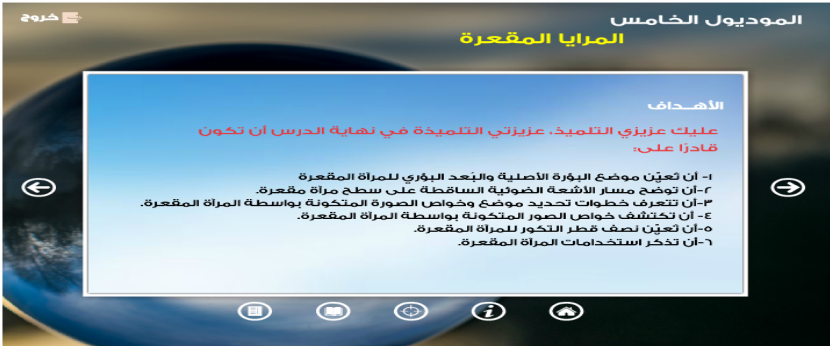 خروج
الموديول الخامس
المرايا المقعرة
الأهـداف
عليك عزيزي التلميذ، عزيزتي التلميذة في نهاية الدرس أن تكون
قادرًا على:
١- أن تُعيّن موضع البؤرة الأصلية والبُعد البؤري للمرآة المقعرة
٢-أن توضح مسار الأشعة الضوئية الساقطة على سطح مرآة مقعرة.
٣-أن تتعرف خطوات تحديد موضع وخواص الصورة المتكونة بواسطة المرآة المقعرة.
٤- أن تكتشف خواص الصور المتكونة بواسطة المرآة المقعرة.
٥-أن تُعيّن نصف قطر التكور للمرآة المقعرة.
٦-أن تذكر استخدامات المرآة المقعرة.